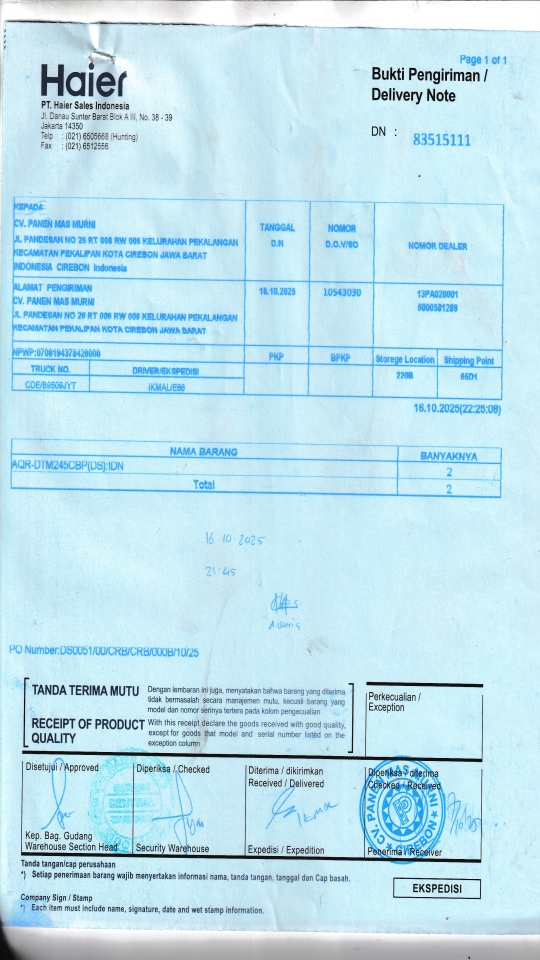 Page 1 of 1
Haier
Bukti Pengiriman /
Delivery Note
PT. Haier Sales Indonesia
Jl. Danau Sunter Barat Blok A III, No. 38 - 39
Jakarta 14350
Telp : (021) 6505668 (Hunting)
Fax : (021) 6512556
DN : 83515111
KEPADA:
CV. PANEN MAS MURNI
JL PANDESAN NO 26 RT 006 RW 006 KELURAHAN PEKALANGAN
KECAMATAN PEKALIPAN KOTA CIREBON JAWA BARAT
INDONESIA CIREBON Indonesia
TANGGAL
D.N
NOMOR
D.O.V/SO
NOMOR DEALER
ALAMAT PENGIRIMAN
CV. PANEN MAS MURNI
JL PANDESAN NO 26 RT 006 RW 006 KELURAHAN PEKALANGAN
KECAMATAN PEKALIPAN KOTA CIREBON JAWA BARAT
16.10.2025
10543030
13PA020001
0000581289
NPWP:0706194378426000
PKP
BPKP
Storege Location
Shipping Point
TRUCK NO.
DRIVER/EKSPEDISI
220B
65D1
CDE/B9509JYT
IKMAL/E66
16.10.2025(22:25:08)
NAMA BARANG
BANYAKNYA
AQR-DTM245CBP(DS):IDN
2
Total
2
16.10.2025
21:45
PO Number:DS0051/00/CRB/CRB/000B/10/25
TANDA TERIMA MUTU
Dengan lembaran ini juga, menyatakan bahwa barang yang diterima
tidak bermasalah secara manajemen mutu, kecuali barang yang
model dan nomor serinya tertera pada kolom pengecualian
RECEIPT OF PRODUCT
QUALITY
With this receipt declare the goods received with good quality,
except for goods that model and serial number listed on the
exception column
Perkecualian /
Exception
Disetujui / Approved
Diperiksa / Checked
Diterima / dikirimkan
Received / Delivered
Diperiksa / diterima
Checked / Received
CV. PANEN MAS MURNI
CIREBON
Kep. Bag. Gudang
Warehouse Section Head
Security Warehouse
Expedisi / Expedition
Penerima / Receiver
Tanda tangan/cap perusahaan
*) Setiap penerimaan barang wajib menyertakan informasi nama, tanda tangan, tanggal dan Cap basah.
EKSPEDISI
Company Sign / Stamp
*) Each item must include name, signature, date and wet stamp information.